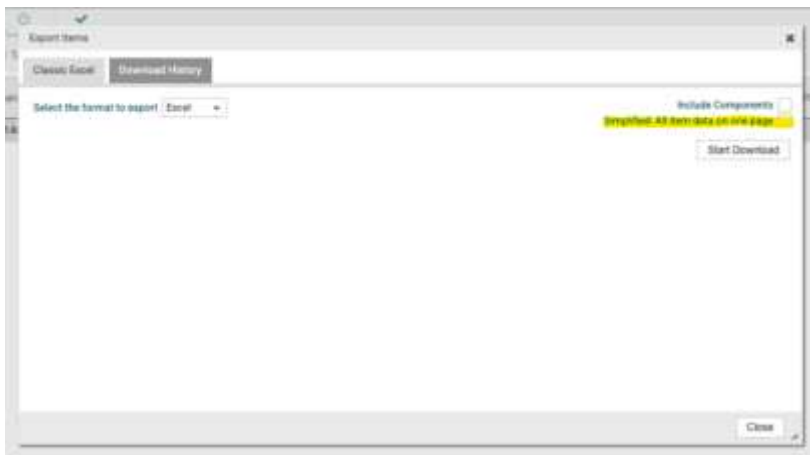 Export Items
Classic Excel
Download History
Select the format to export Excel
Include Components
Simplified- All item data on one page
Start Download
Close